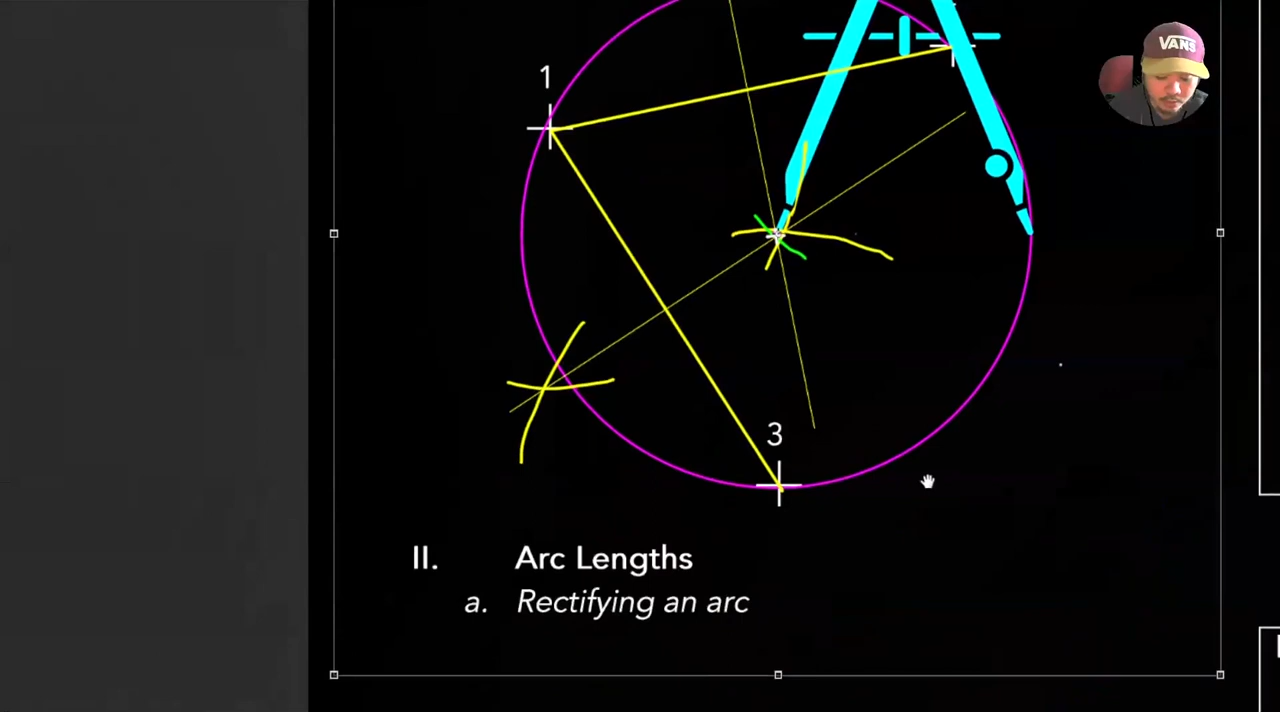 VANS
1
3
II. Arc Lengths
a. Rectifying an arc